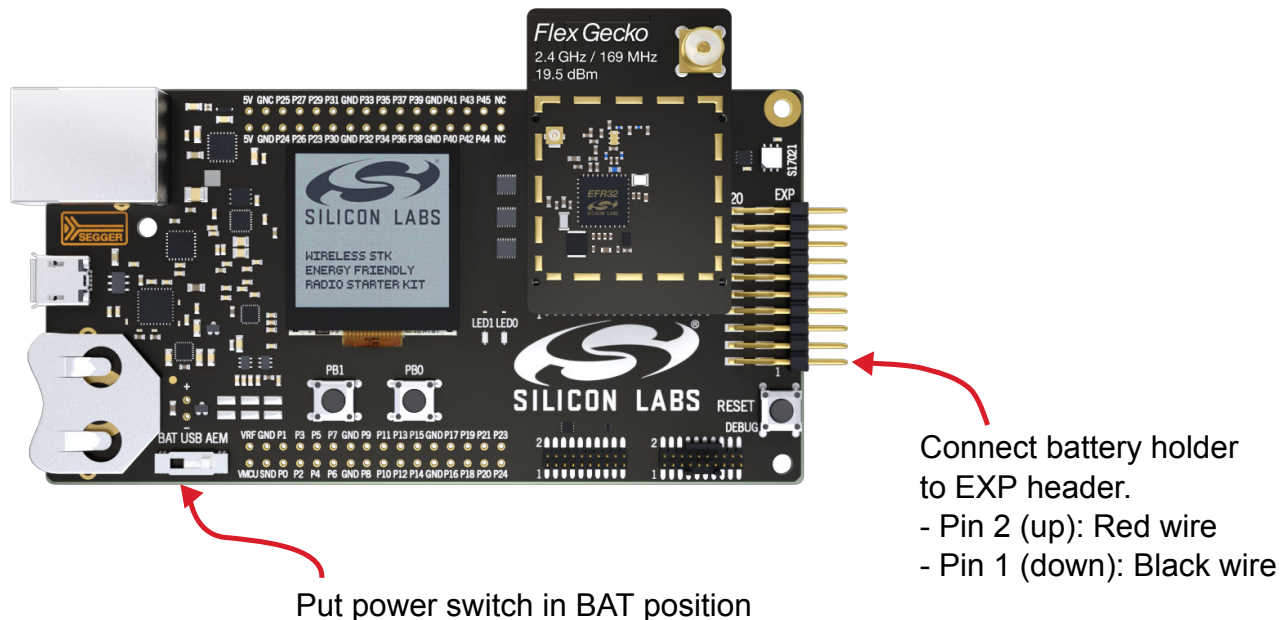 Flex Gecko
2.4 GHz / 169 MHz
19.5 dBm
5V GNC P25 P27 P29 P31 GND P33 P35 P37 P39 GND P41 P43 P45 NC
5V GND P24 P26 P23 P30 GND P32 P34 P36 P38 GND P40 P42 P44 NC
S17021
EFR32
SILICON LABS
20 EXP
SEGGER
SILICON LABS
WIRELESS STK
ENERGY FRIENDLY
RADIO STARTER KIT
LED1 LED0
®
PB1 PB0
1
SILICON LABS
RESET
DEBUG
+
-
BAT USB AEM
VRF GND P1 P3 P5 P7 GND P9 P11 P13 P15 GND P17 P19 P21 P23
VMCU SND P0 P2 P4 P6 GND P8 P10 P12 P14 GND P16 P18 P20 P24
2
1
2
1
Connect battery holder
to EXP header.
- Pin 2 (up): Red wire
- Pin 1 (down): Black wire
Put power switch in BAT position